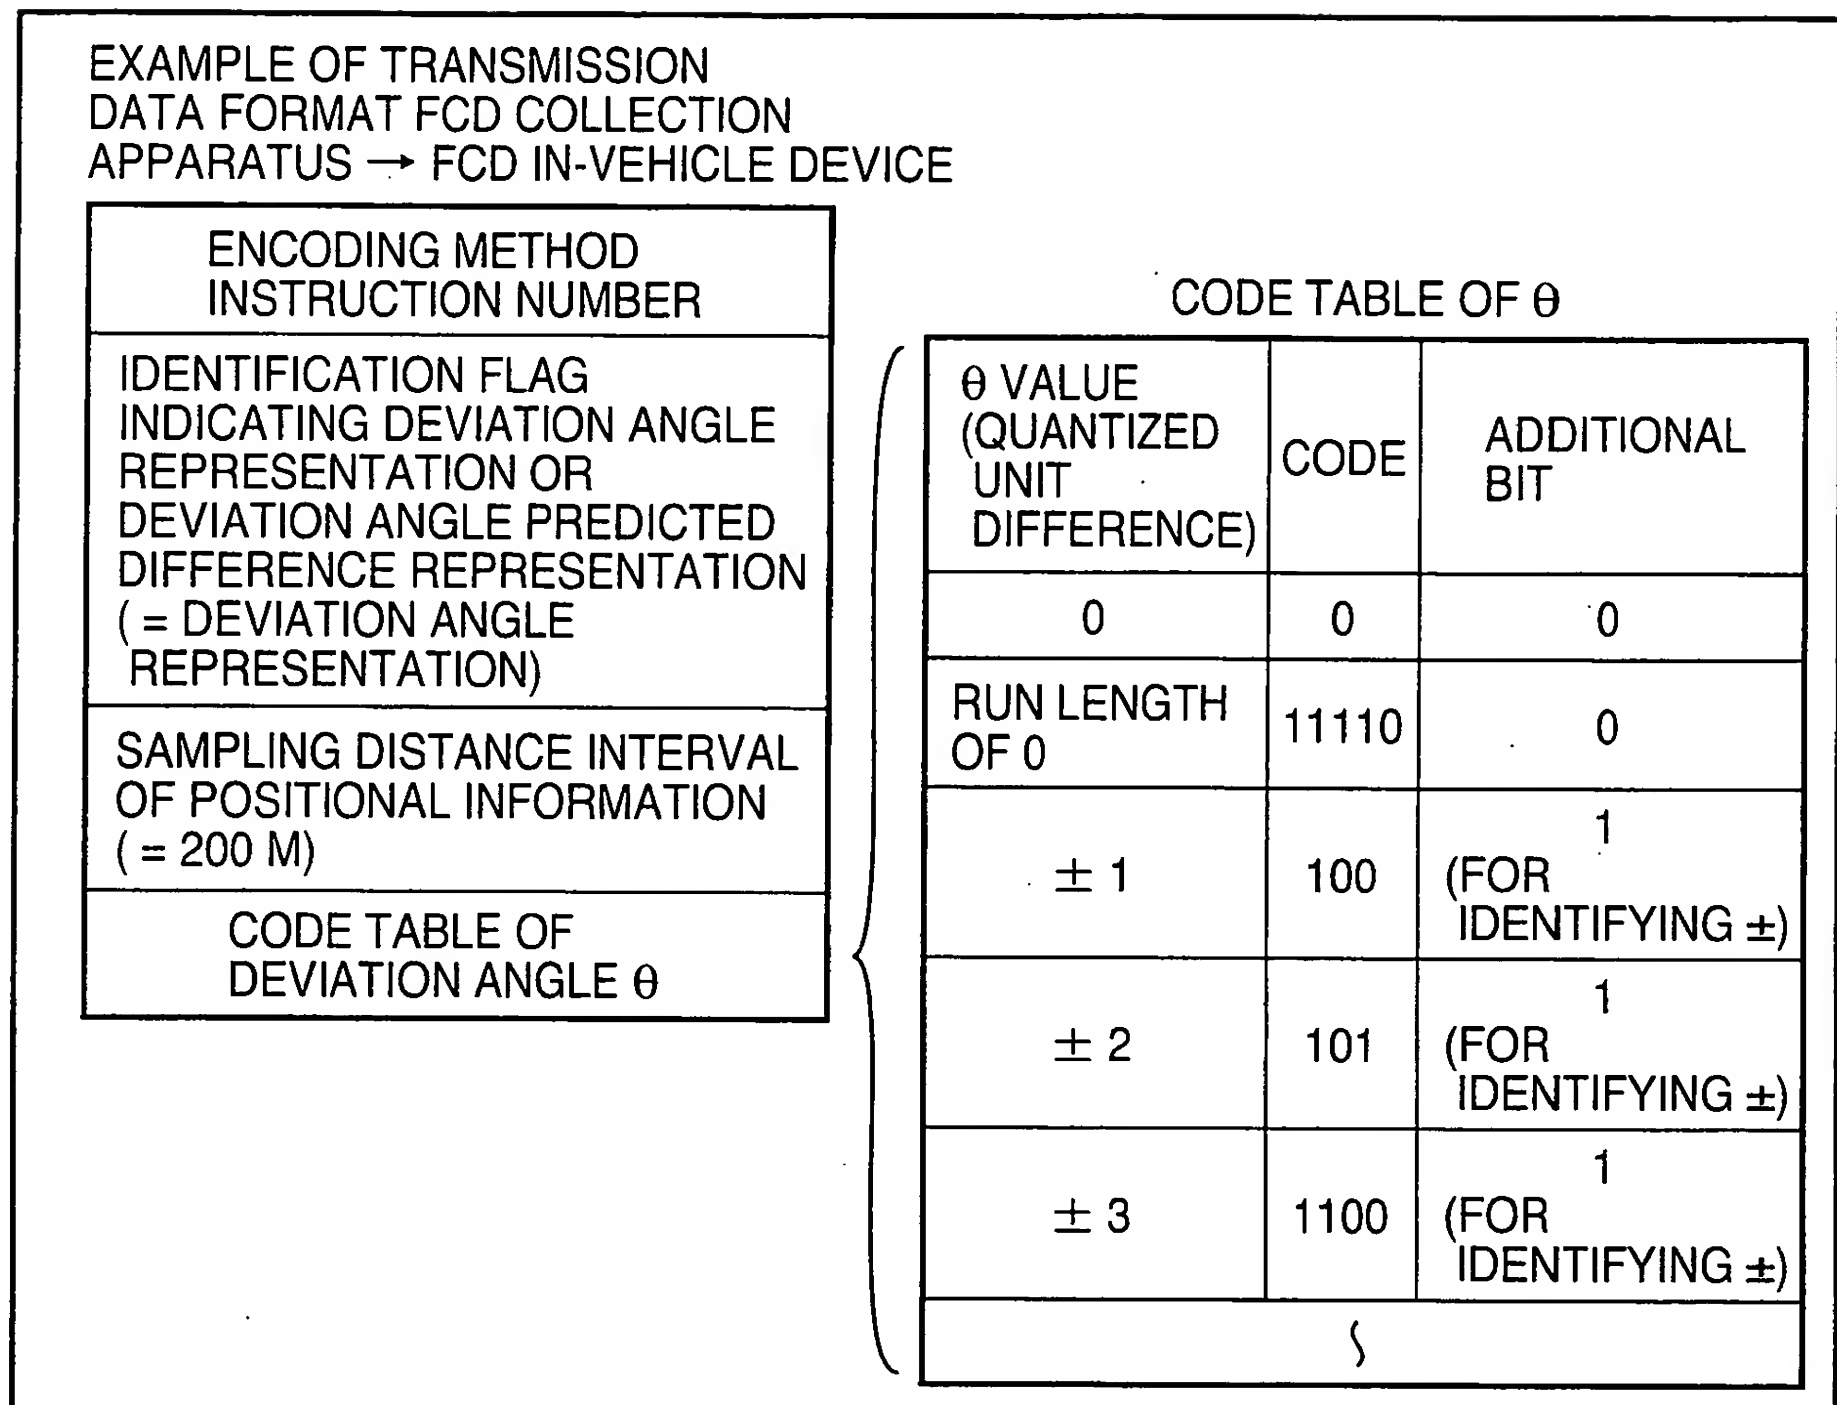 EXAMPLE OF TRANSMISSION
DATA FORMAT FCD COLLECTION
APPARATUS → FCD IN-VEHICLE DEVICE
ENCODING METHOD
INSTRUCTION NUMBER
IDENTIFICATION FLAG
INDICATING DEVIATION ANGLE
REPRESENTATION OR
DEVIATION ANGLE PREDICTED
DIFFERENCE REPRESENTATION
( = DEVIATION ANGLE
REPRESENTATION)
SAMPLING DISTANCE INTERVAL
OF POSITIONAL INFORMATION
( = 200 M)
CODE TABLE OF
DEVIATION ANGLE θ
CODE TABLE OF θ
θ VALUE
(QUANTIZED
UNIT
DIFFERENCE)
CODE
ADDITIONAL
BIT
0
0
0
RUN LENGTH
OF 0
11110
0
± 1
100
1
(FOR
IDENTIFYING ±)
± 2
101
1
(FOR
IDENTIFYING ±)
± 3
1100
1
(FOR
IDENTIFYING ±)